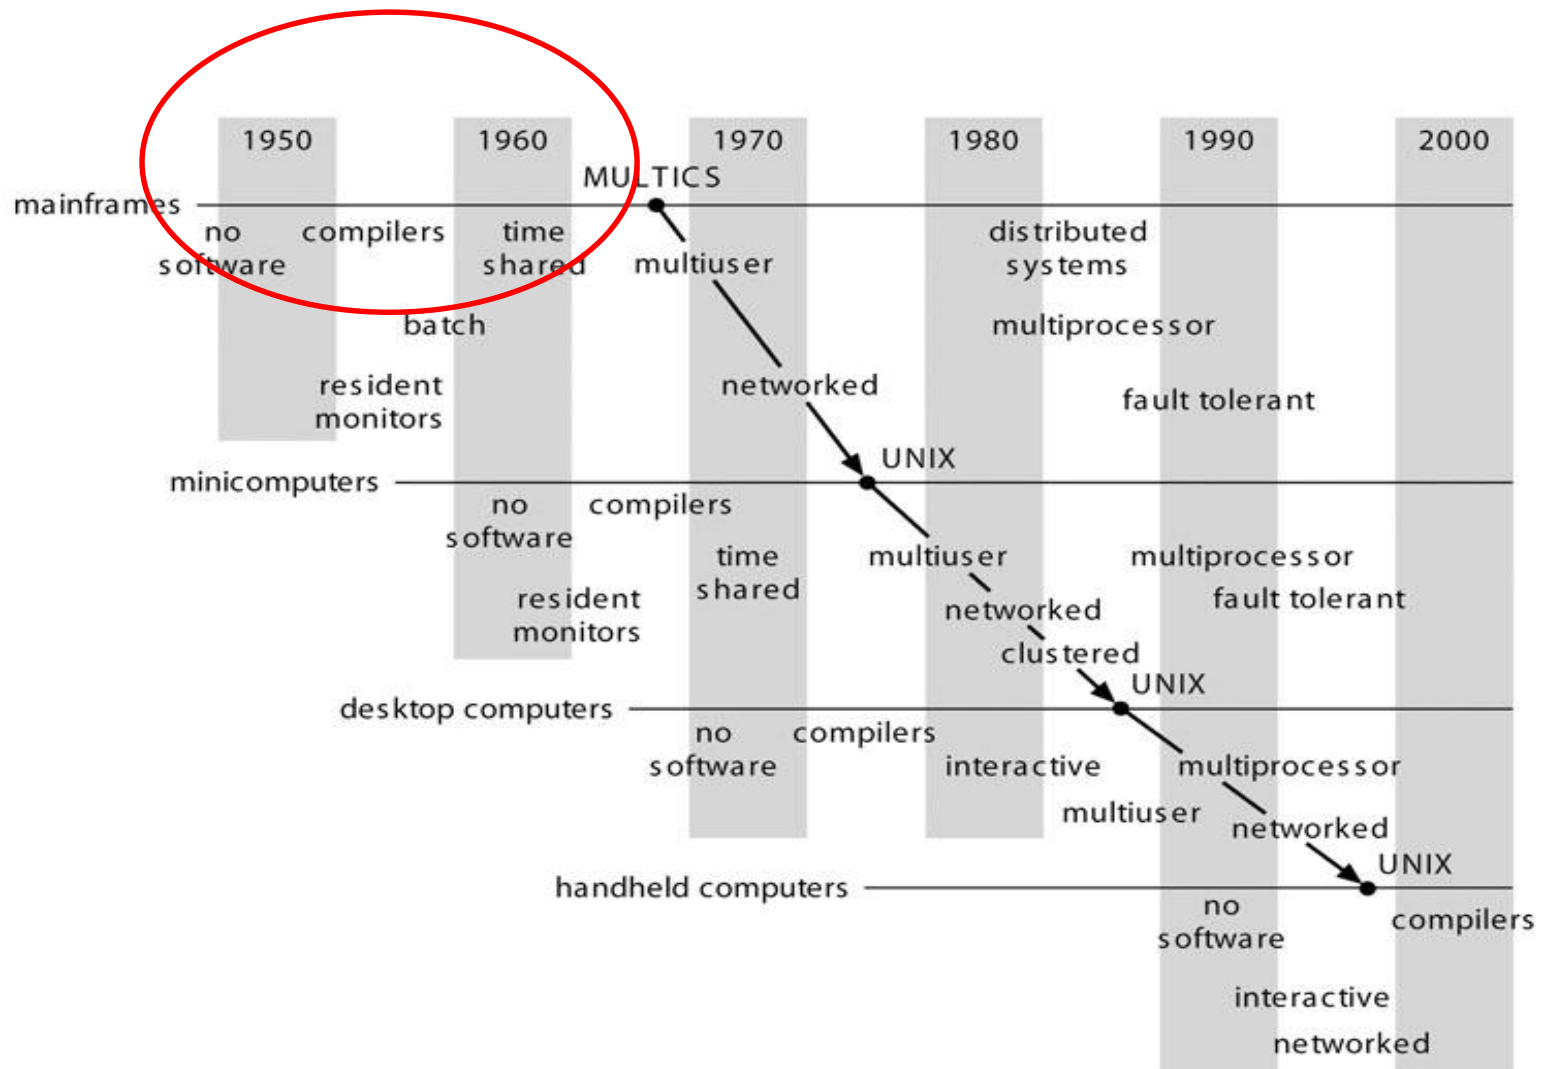 1950 1960 1970 1980 1990 2000
MULTICS
mainframes
no compilers time distributed
software shared multiuser systems
batch multiprocessor
resident networked
monitors fault tolerant
UNIX
minicomputers
no compilers
software time multiuser multiprocessor
shared
resident networked fault tolerant
monitors
clustered
UNIX
desktop computers
no compilers
software interactive multiprocessor
multiuser
networked
UNIX
handheld computers
no compilers
software
interactive
networked